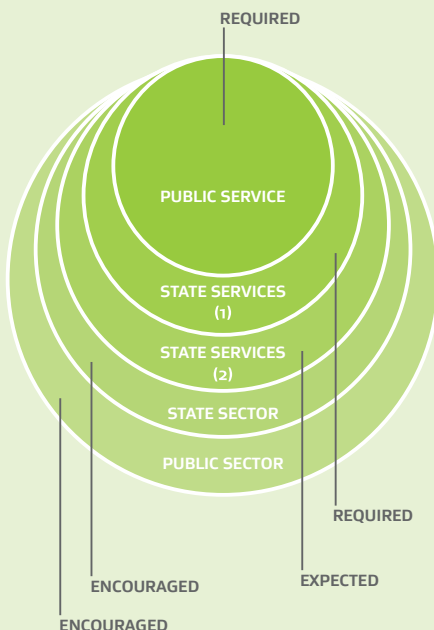 REQUIRED
PUBLIC SERVICE
STATE SERVICES
(1)
STATE SERVICES
(2)
STATE SECTOR
PUBLIC SECTOR
REQUIRED
EXPECTED
ENCOURAGED
ENCOURAGED